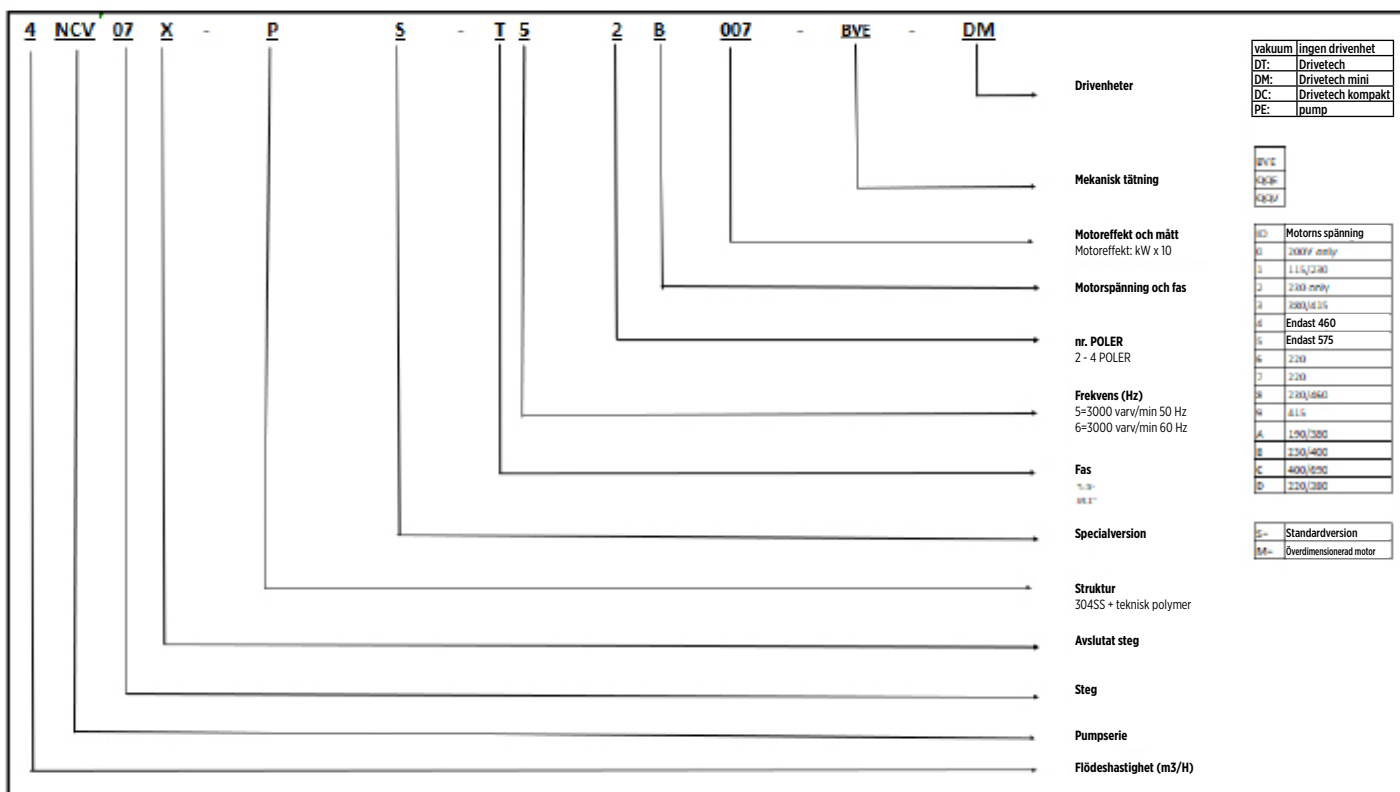 4 NCV 07 X - P S - T 5 2 B 007 - BVE - DM
Drivenheter
vakuum ingen drivenhet
DT: Drivetech
DM: Drivetech mini
DC: Drivetech kompakt
PE: pump
Mekanisk tätning
BVE
Motoreffekt och mått
Motoreffekt: kW x 10
Motorspänning och fas
nr. POLER
2 - 4 POLER
Frekvens (Hz)
5=3000 varv/min 50 Hz
6=3000 varv/min 60 Hz
Fas
ID Motorns spänning
0 200V only
1 115/230
2 230 only
3 380/415
4 Endast 460
5 Endast 575
6 220
7 220
8 230/460
9 415
A 190/380
B 230/400
C 400/690
D 220/380
Specialversion
S= Standardversion
M= Överdimensionerad motor
Struktur
304SS + teknisk polymer
Avslutat steg
Steg
Pumpserie
Flödeshastighet (m3/H)